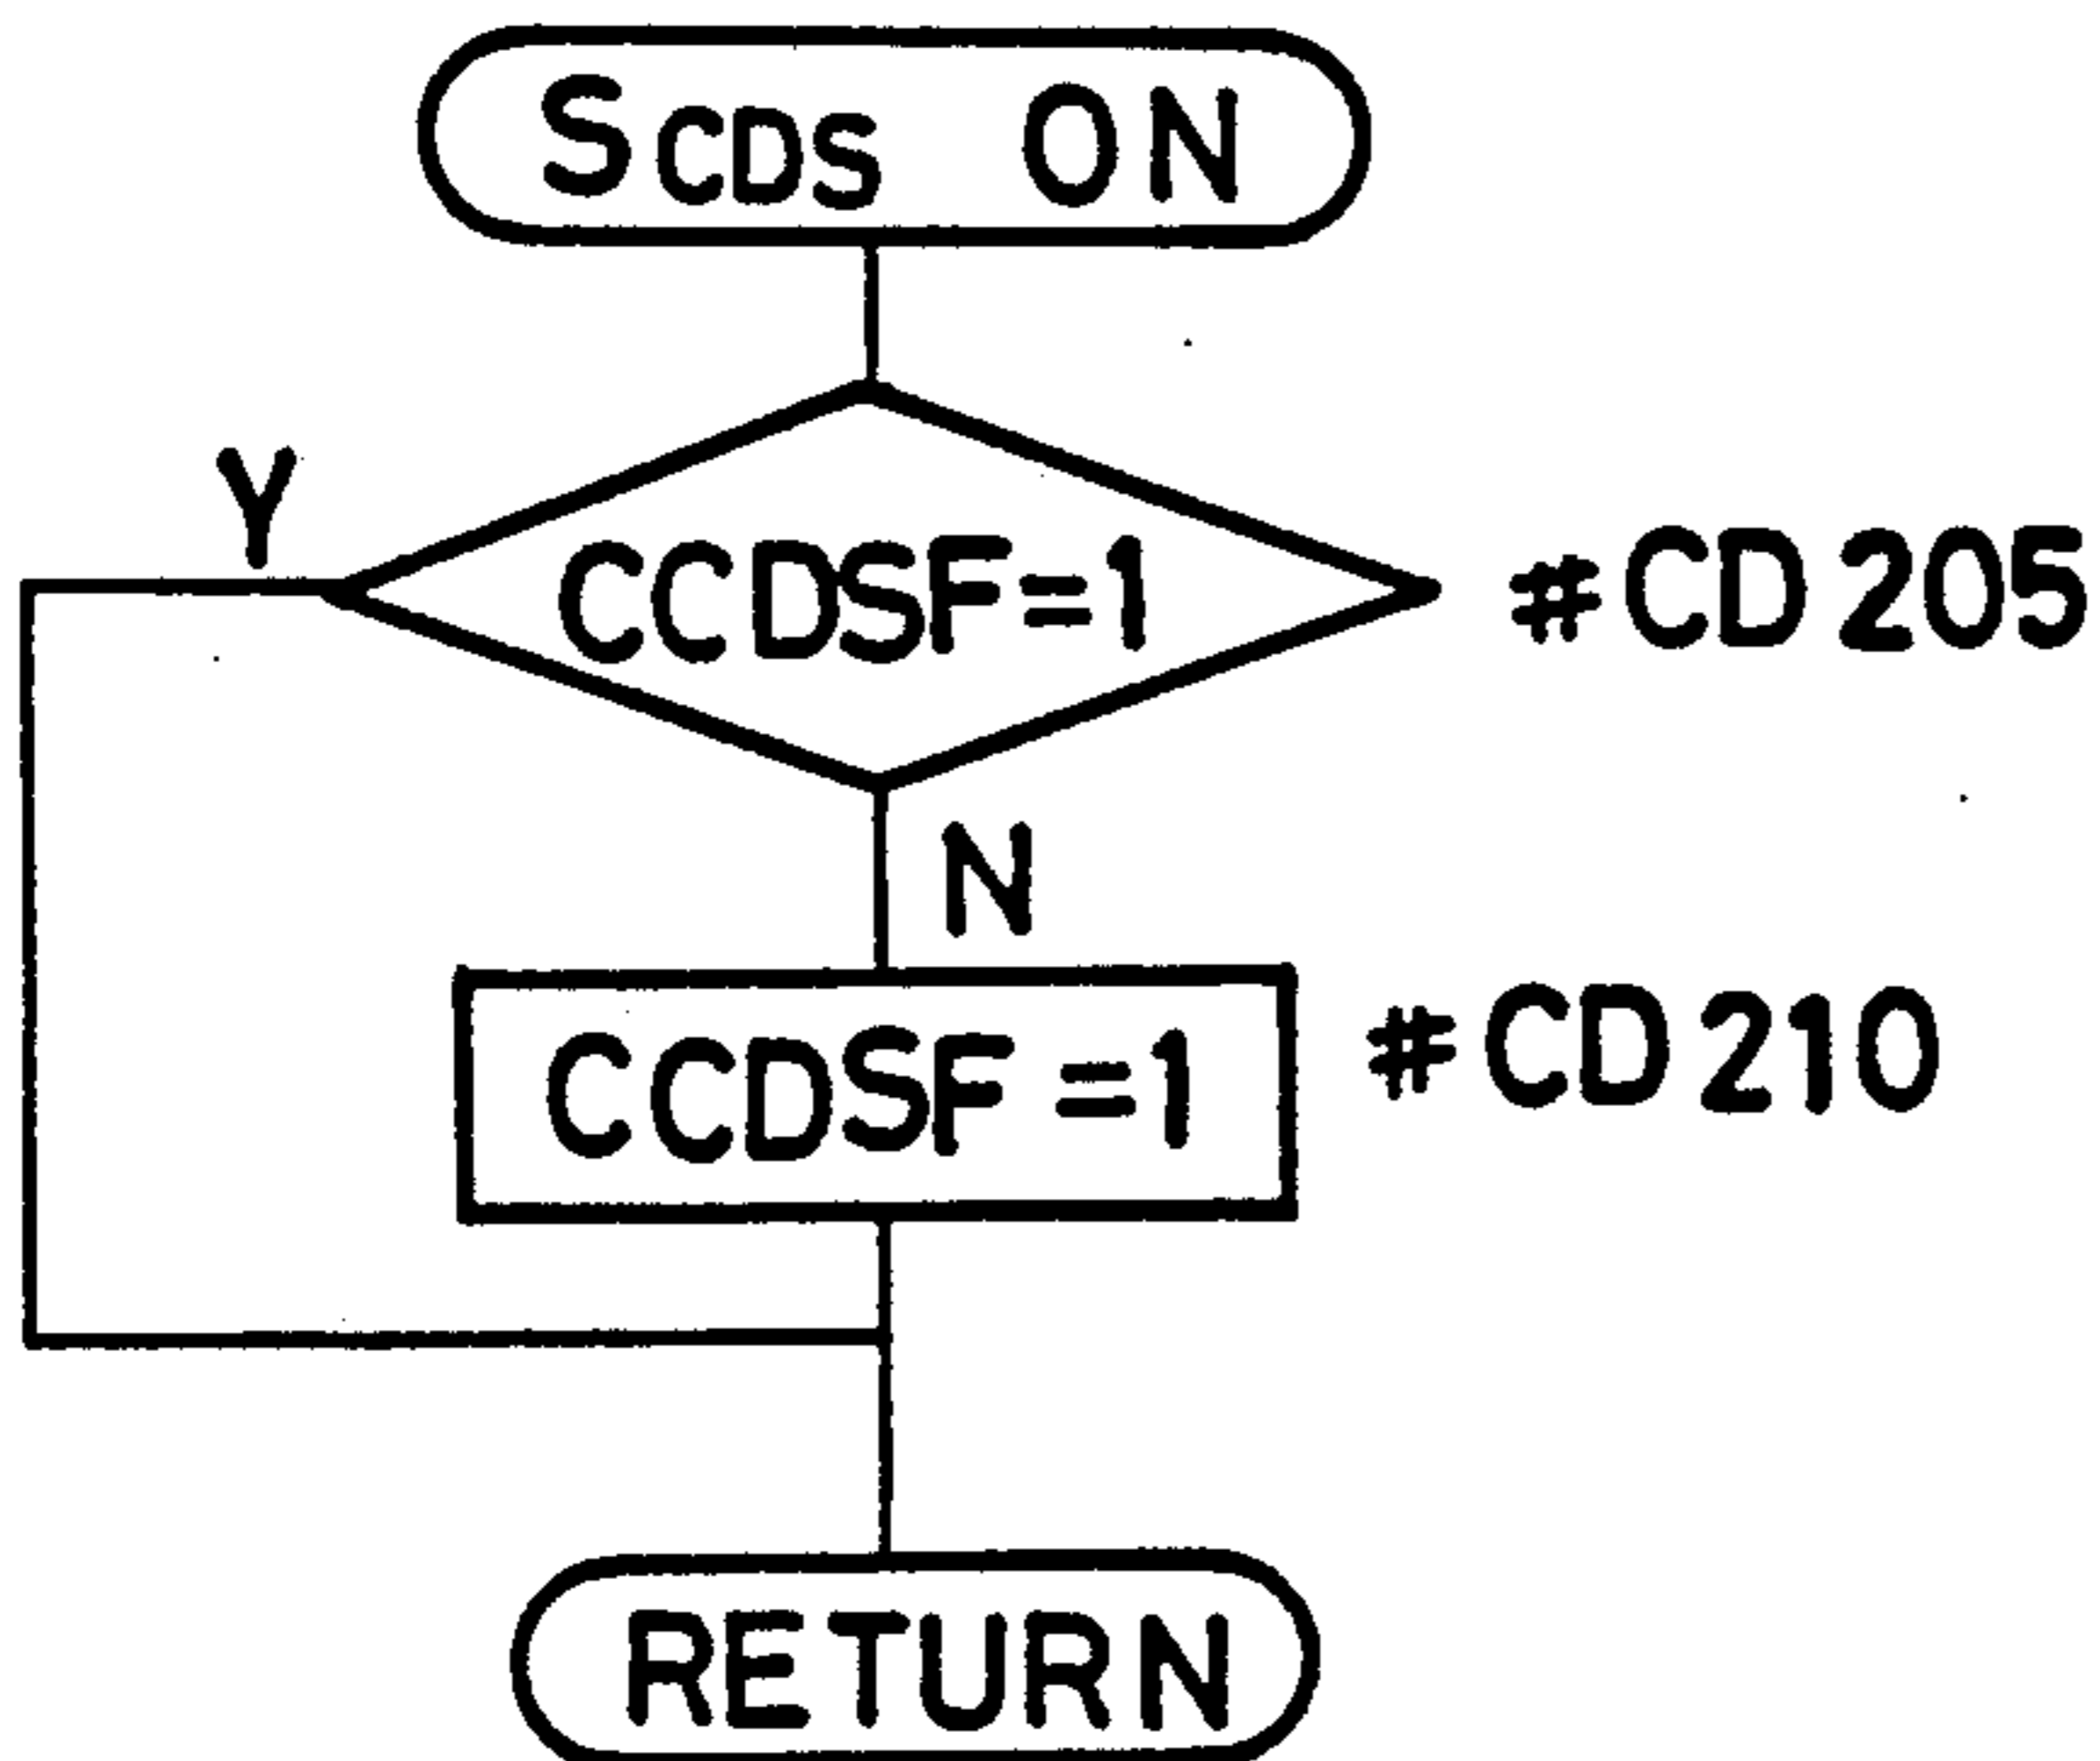 SCDS ON
Y
CCDSF=1 #CD205
N
CCDSF=1 #CD210
RETURN